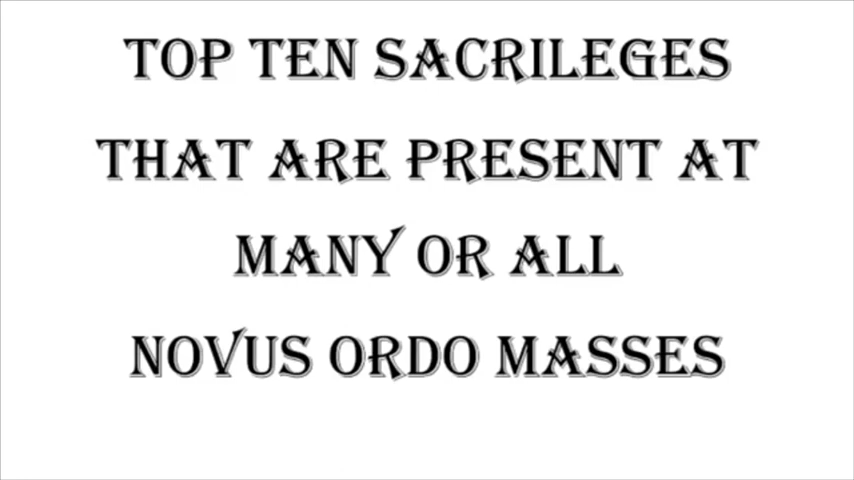 TOP TEN SACRILEGES
THAT ARE PRESENT AT
MANY OR ALL
NOVUS ORDO MASSES